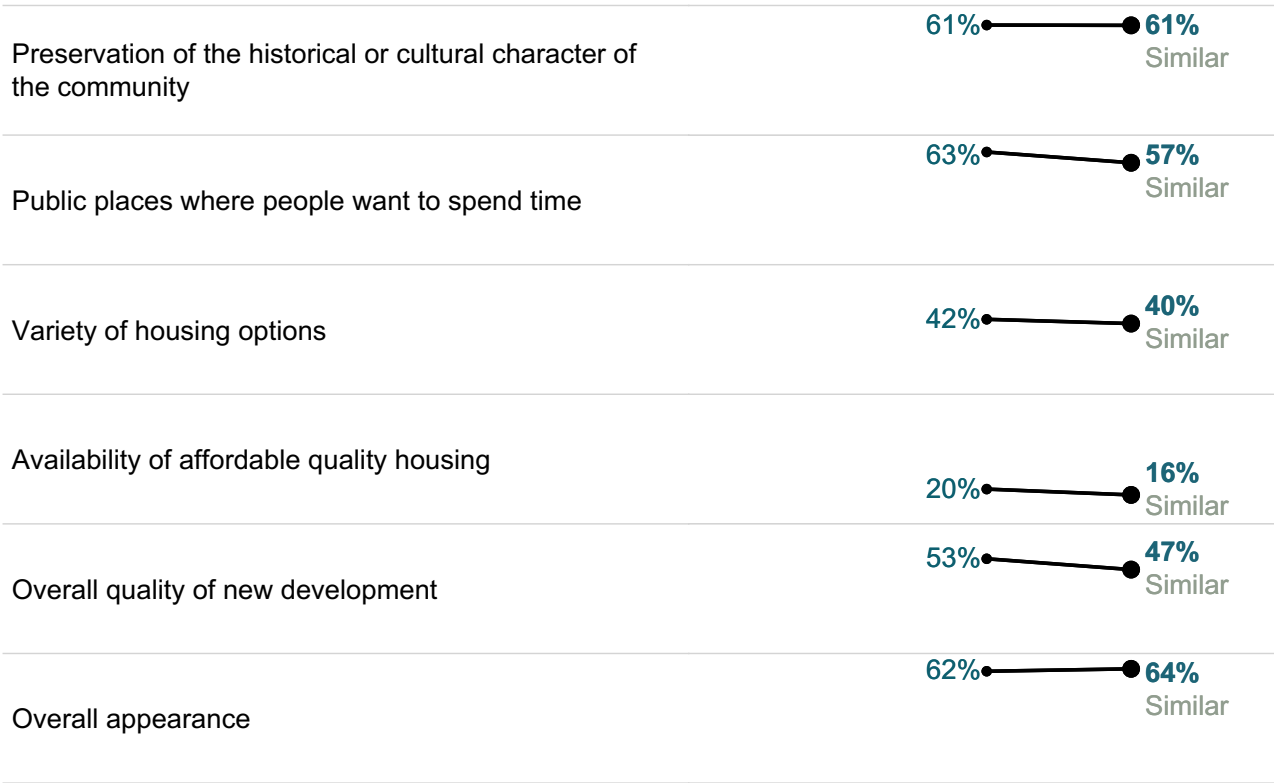 61% 61%
Similar
Preservation of the historical or cultural character of
the community
63% 57%
Similar
Public places where people want to spend time
42% 40%
Similar
Variety of housing options
Availability of affordable quality housing
20% 16%
Similar
53% 47%
Similar
Overall quality of new development
62% 64%
Similar
Overall appearance